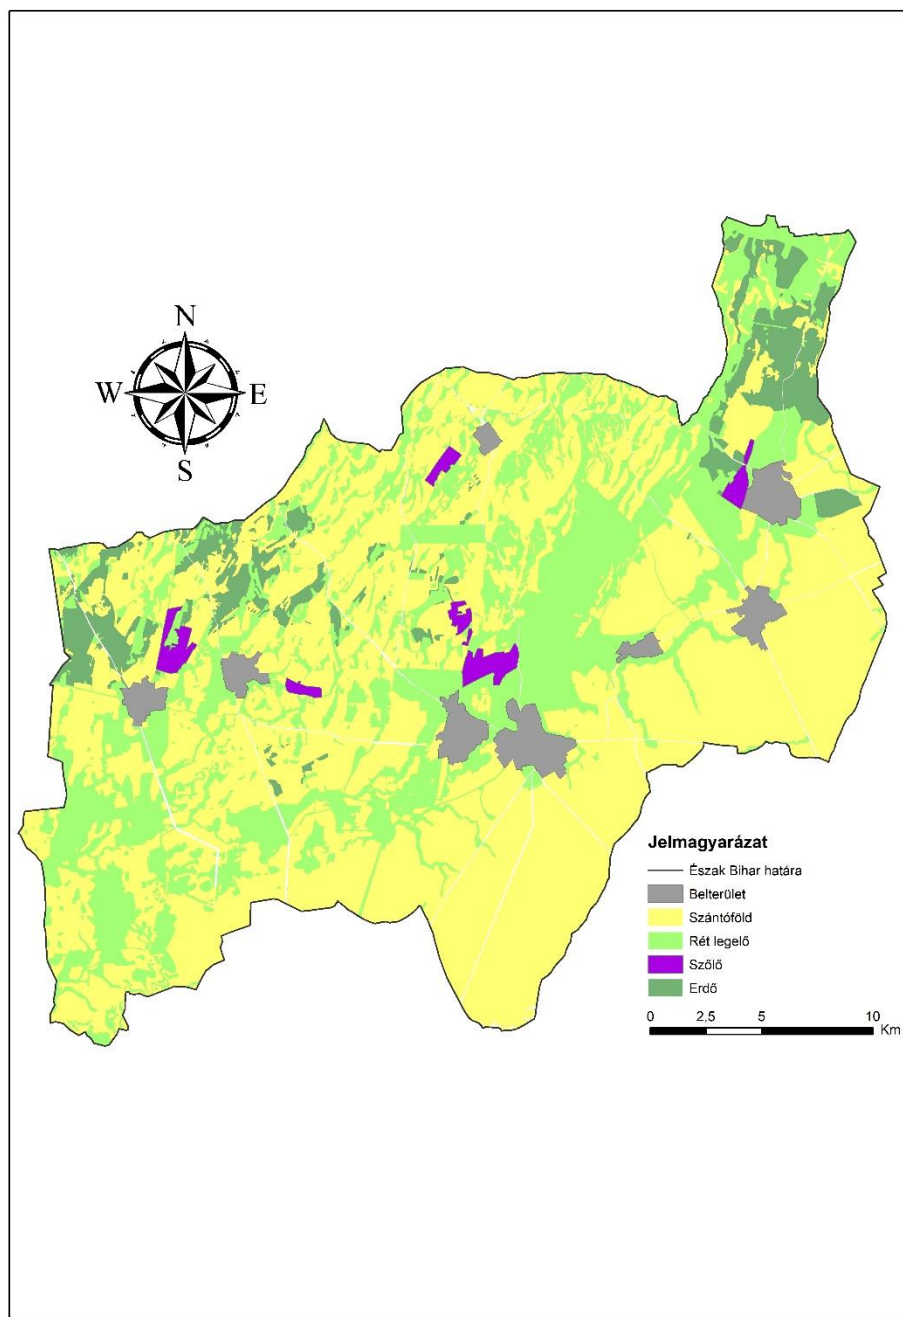 N
W E
S
Jelmagyarázat
Észak Bihar határa
Belterület
Szántóföld
Rét legelő
Szőlő
Erdő
0 2,5 5 10
Km